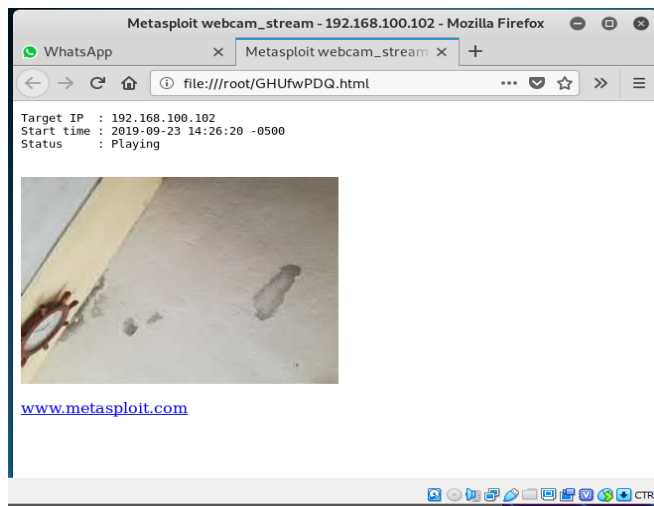 Metasploit webcam_stream - 192.168.100.102 - Mozilla Firefox
WhatsApp
Metasploit webcam_stream
file:///root/GHUfwPDQ.html
Target IP  : 192.168.100.102
Start time : 2019-09-23 14:26:20 -0500
Status     : Playing
www.metasploit.com
CTR